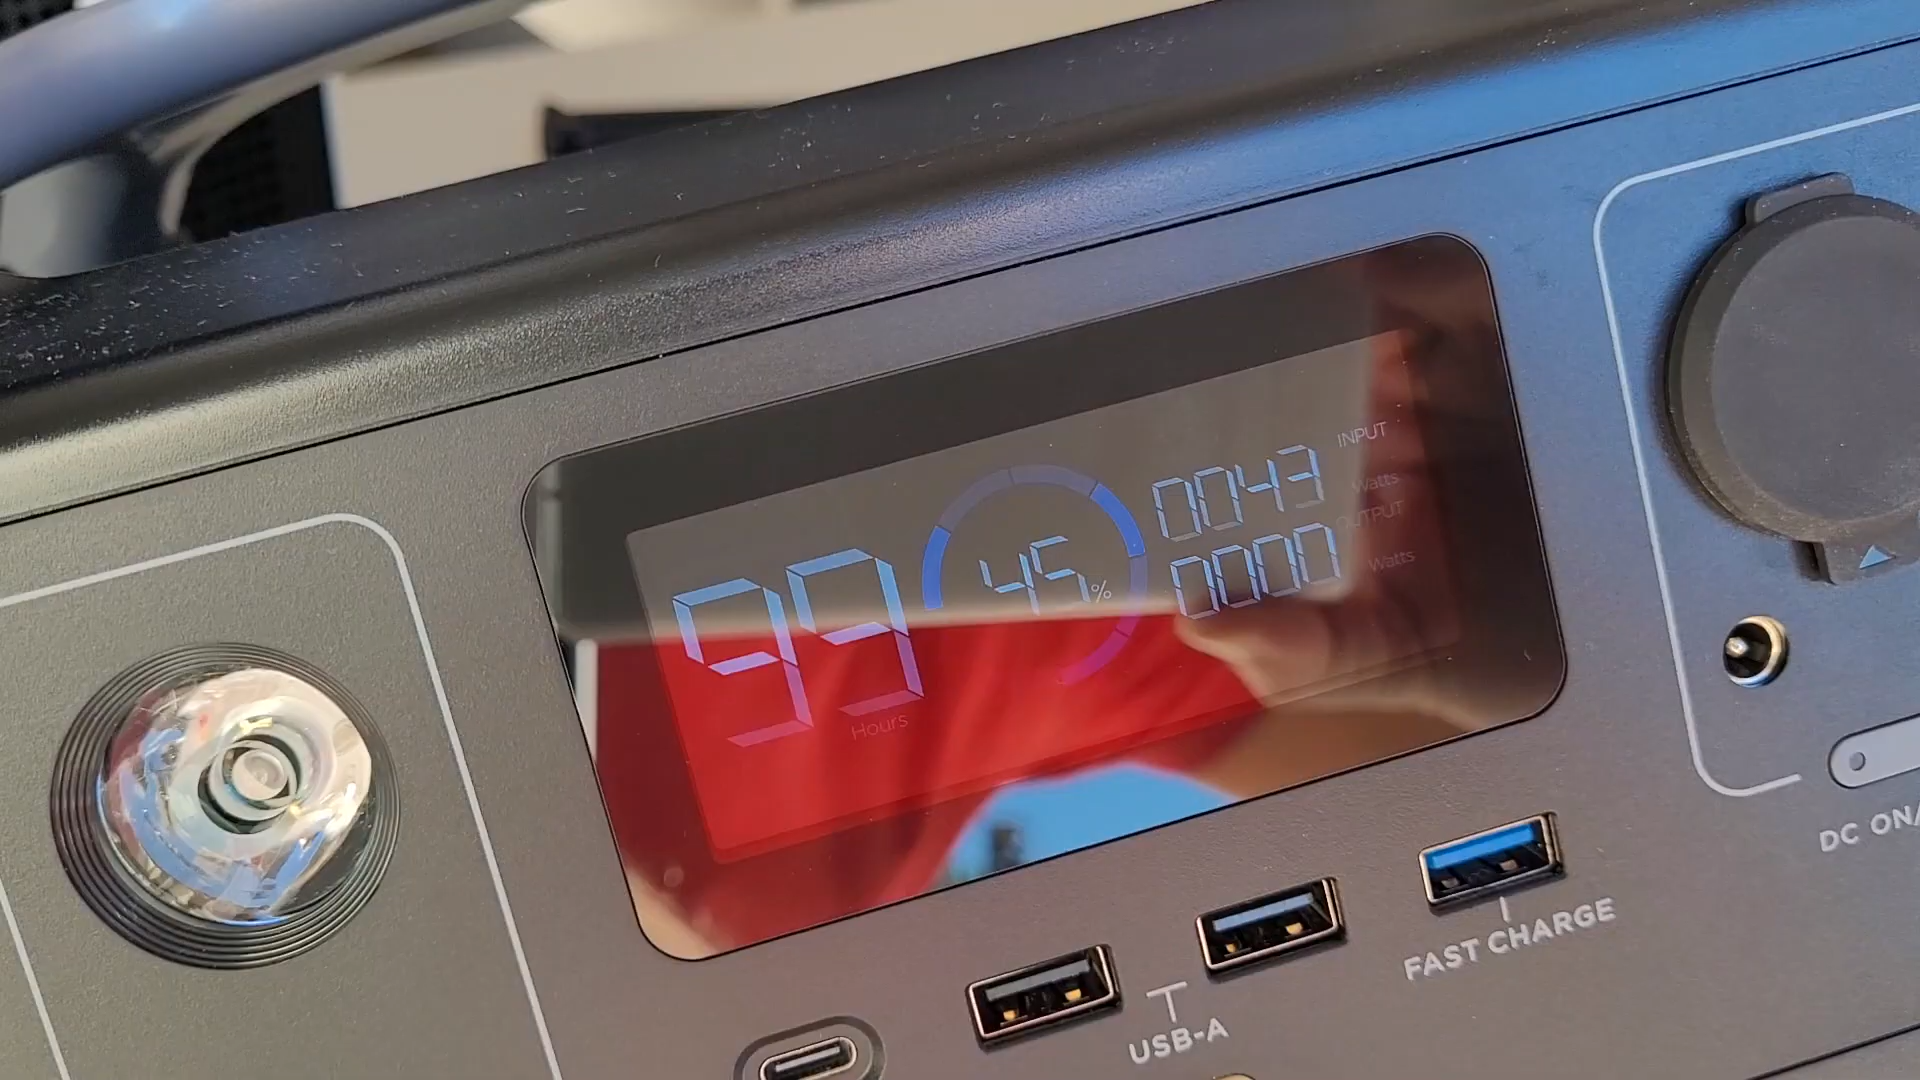 99
Hours
45%
0043
INPUT
Watts
0000
OUTPUT
Watts
USB-A
FAST CHARGE
DC ON/